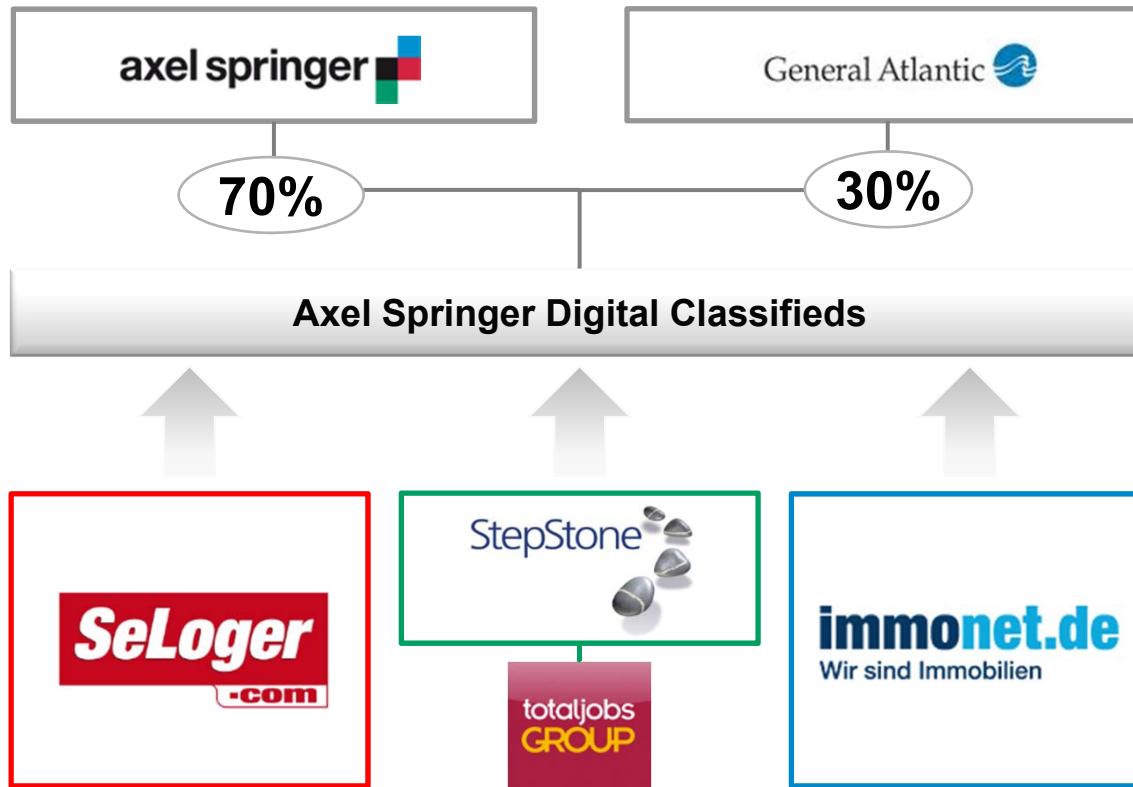 axel springer
General Atlantic
70%
30%
Axel Springer Digital Classifieds
SeLoger
.com
StepStone
totaljobs
GROUP
immonet.de
Wir sind Immobilien